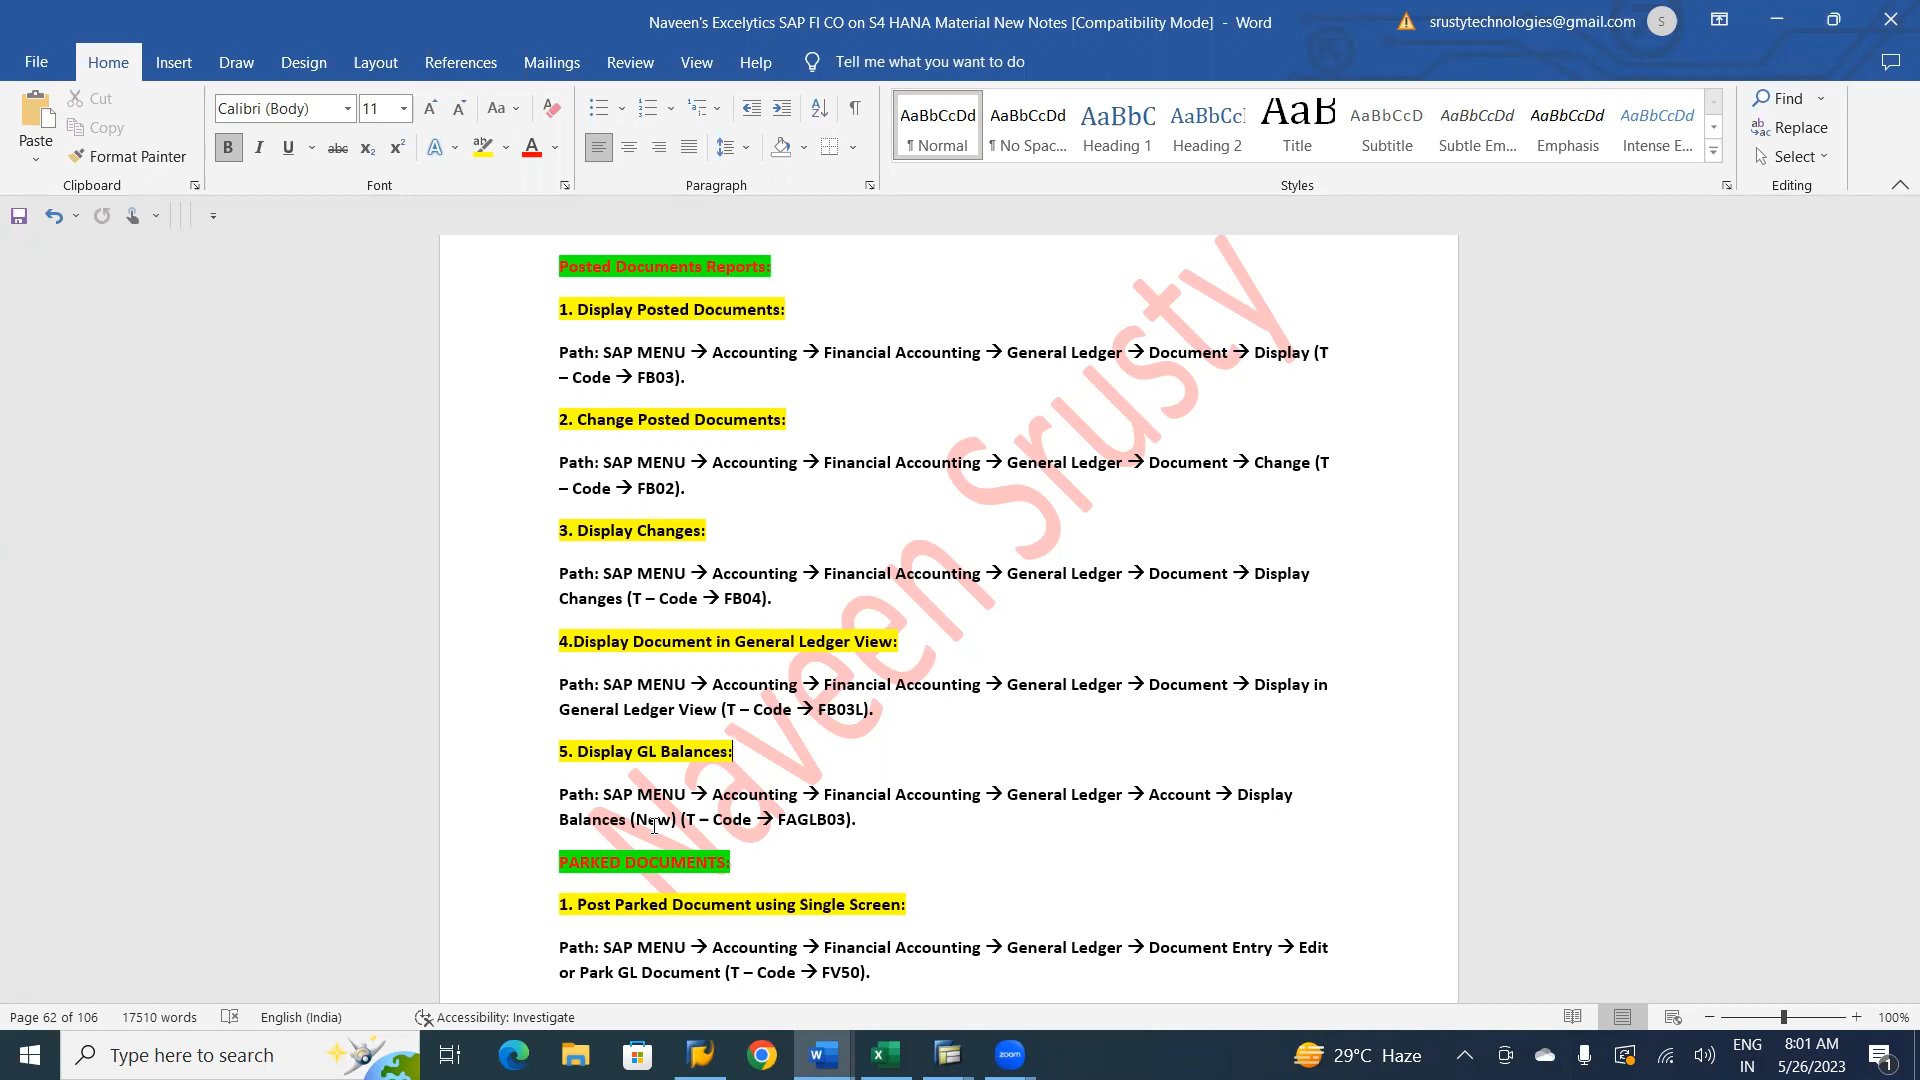 Naveen's Excelytics SAP FI CO on S4 HANA Material New Notes [Compatibility Mode] - Word
srustytechnologies@gmail.com
S
File Home Insert Draw Design Layout References Mailings Review View Help Tell me what you want to do
Paste
Cut
Copy
Format Painter
Clipboard
Calibri (Body) 11
Font
Paragraph
AaBbCcDd AaBbCcDd AaBbC AaBbCc AaB AaBbCcD AaBbCcDd AaBbCcDd AaBbCcDd
¶ Normal ¶ No Spac... Heading 1 Heading 2 Title Subtitle Subtle Em... Emphasis Intense E...
Styles
Find
Replace
Select
Editing
Posted Documents Reports:
1. Display Posted Documents:
Path: SAP MENU → Accounting → Financial Accounting → General Ledger → Document → Display (T
– Code → FB03).
2. Change Posted Documents:
Path: SAP MENU → Accounting → Financial Accounting → General Ledger → Document → Change (T
– Code → FB02).
3. Display Changes:
Path: SAP MENU → Accounting → Financial Accounting → General Ledger → Document → Display
Changes (T – Code → FB04).
4.Display Document in General Ledger View:
Path: SAP MENU → Accounting → Financial Accounting → General Ledger → Document → Display in
General Ledger View (T – Code → FB03L).
5. Display GL Balances:
Path: SAP MENU → Accounting → Financial Accounting → General Ledger → Account → Display
Balances (New) (T – Code → FAGLB03).
PARKED DOCUMENTS:
1. Post Parked Document using Single Screen:
Path: SAP MENU → Accounting → Financial Accounting → General Ledger → Document Entry → Edit
or Park GL Document (T – Code → FV50).
Naveen Srusty
Page 62 of 106 17510 words English (India) Accessibility: Investigate 100%
Type here to search
zoom
29°C Haze
ENG
IN
8:01 AM
5/26/2023
1